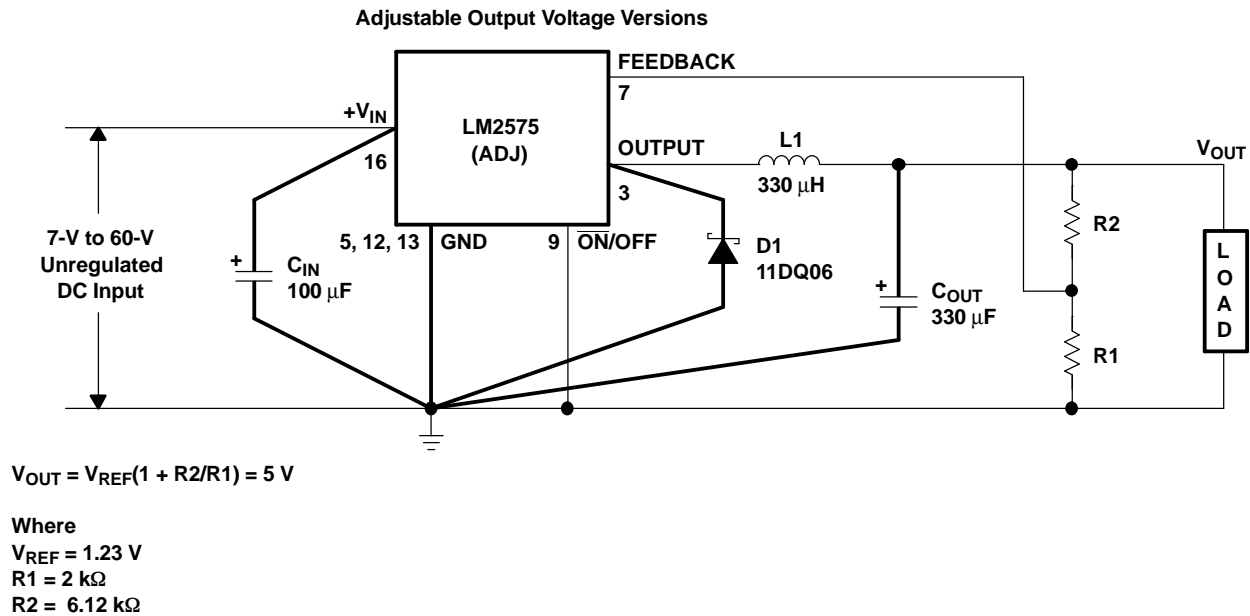 Adjustable Output Voltage Versions
FEEDBACK
7
+VIN
LM2575
(ADJ)
16
OUTPUT
3
L1
330 μH
VOUT
7-V to 60-V
Unregulated
DC Input
+
CIN
100 μF
5, 12, 13
GND
9
ON/OFF
D1
11DQ06
+
COUT
330 μF
R2
R1
LOAD
VOUT = VREF(1 + R2/R1) = 5 V
Where
VREF = 1.23 V
R1 = 2 kΩ
R2 = 6.12 kΩ